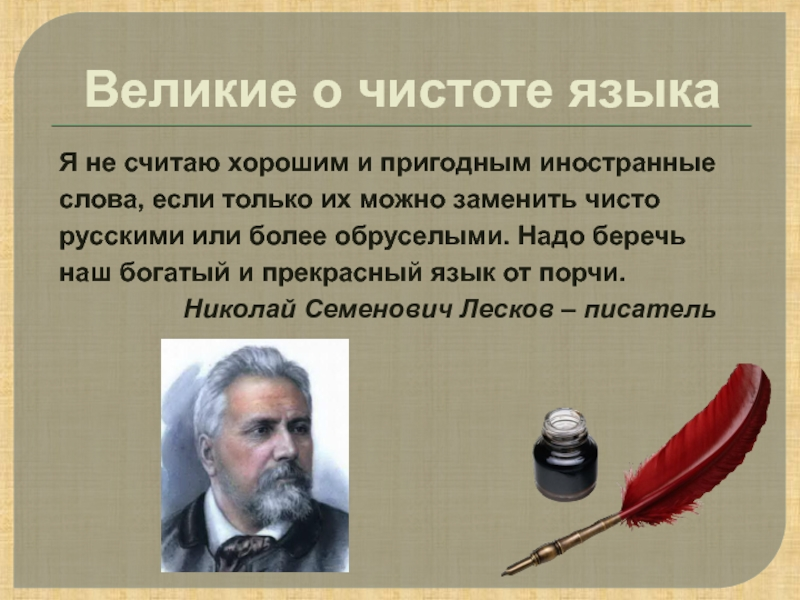 Великие о чистоте языка
Я не считаю хорошим и пригодным иностранные
слова, если только их можно заменить чисто
русскими или более обруселыми. Надо беречь
наш богатый и прекрасный язык от порчи.
Николай Семенович Лесков – писатель